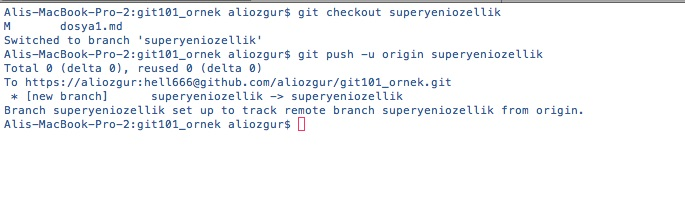 Alis-MacBook-Pro-2:git101_ornek aliozgur$ git checkout superyeniozellik
M       dosya1.md
Switched to branch 'superyeniozellik'
Alis-MacBook-Pro-2:git101_ornek aliozgur$ git push -u origin superyeniozellik
Total 0 (delta 0), reused 0 (delta 0)
To https://aliozgur:hell666@github.com/aliozgur/git101_ornek.git
 * [new branch]      superyeniozellik -> superyeniozellik
Branch superyeniozellik set up to track remote branch superyeniozellik from origin.
Alis-MacBook-Pro-2:git101_ornek aliozgur$